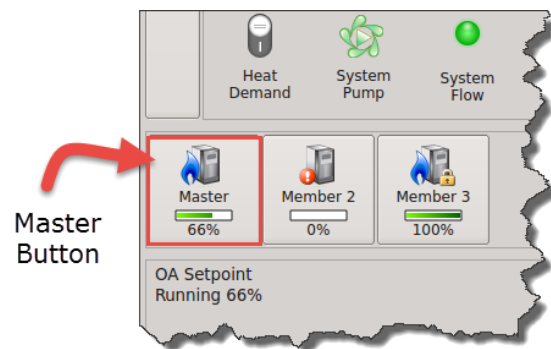 Heat
Demand
System
Pump
System
Flow
Master
66%
Member 2
0%
Member 3
100%
Master
Button
OA Setpoint
Running 66%